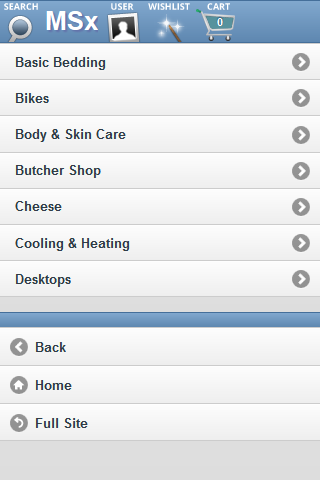 SEARCH MSx USER WISHLIST CART
0
Basic Bedding
Bikes
Body & Skin Care
Butcher Shop
Cheese
Cooling & Heating
Desktops
Back
Home
Full Site